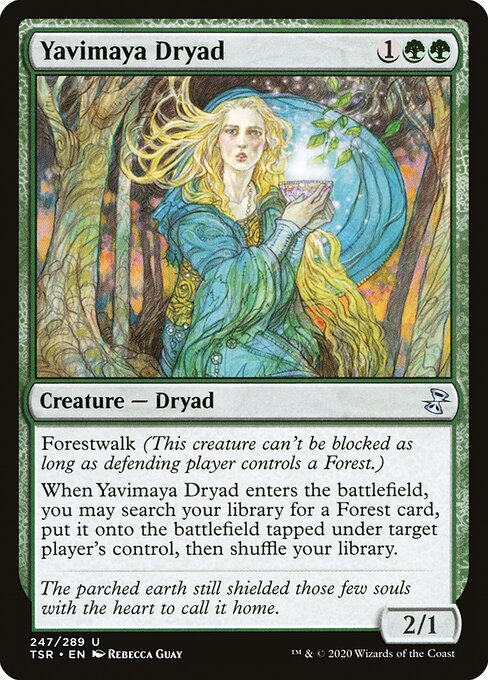 Yavimaya Dryad 1
Creature — Dryad
Forestwalk (This creature can't be blocked as
long as defending player controls a Forest.)
When Yavimaya Dryad enters the battlefield,
you may search your library for a Forest card,
put it onto the battlefield tapped under target
player's control, then shuffle your library.
The parched earth still shielded those few souls
with the heart to call it home.
2/1
247/289 U
TSR • EN Rebecca Guay
™ & © 2020 Wizards of the Coast